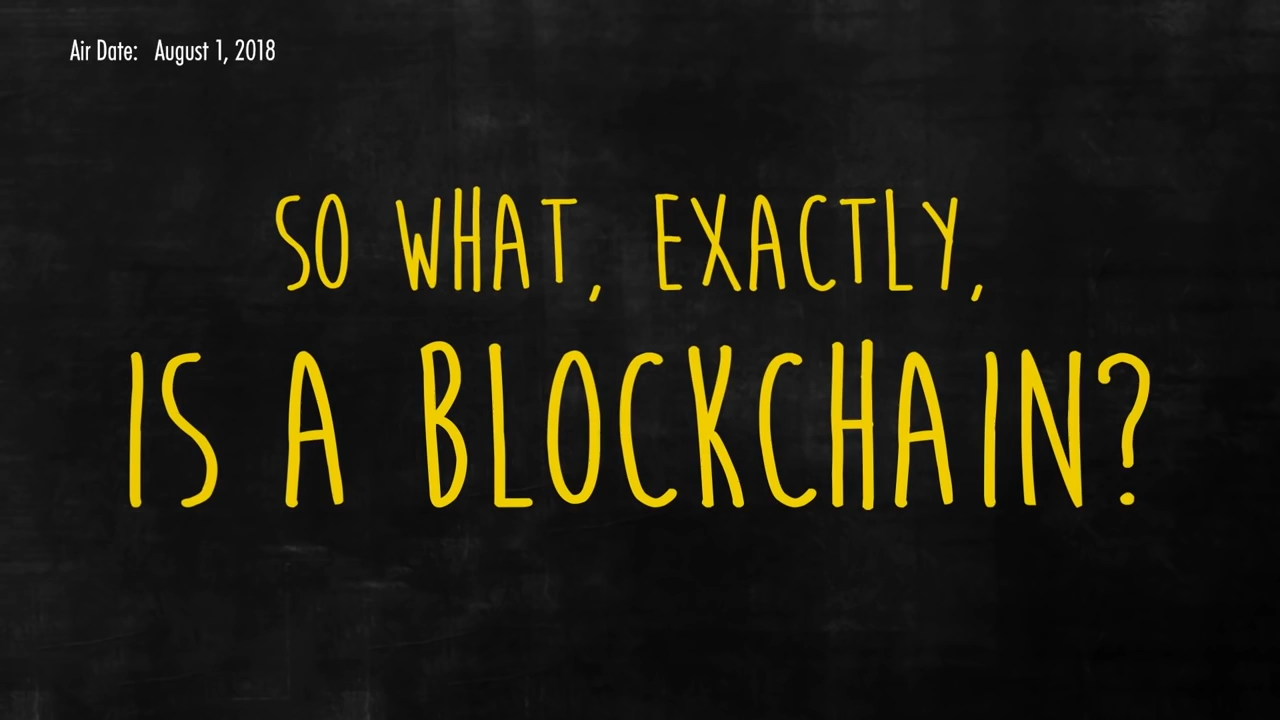 Air Date: August 1, 2018
SO WHAT, EXACTLY,
IS A BLOCKCHAIN?